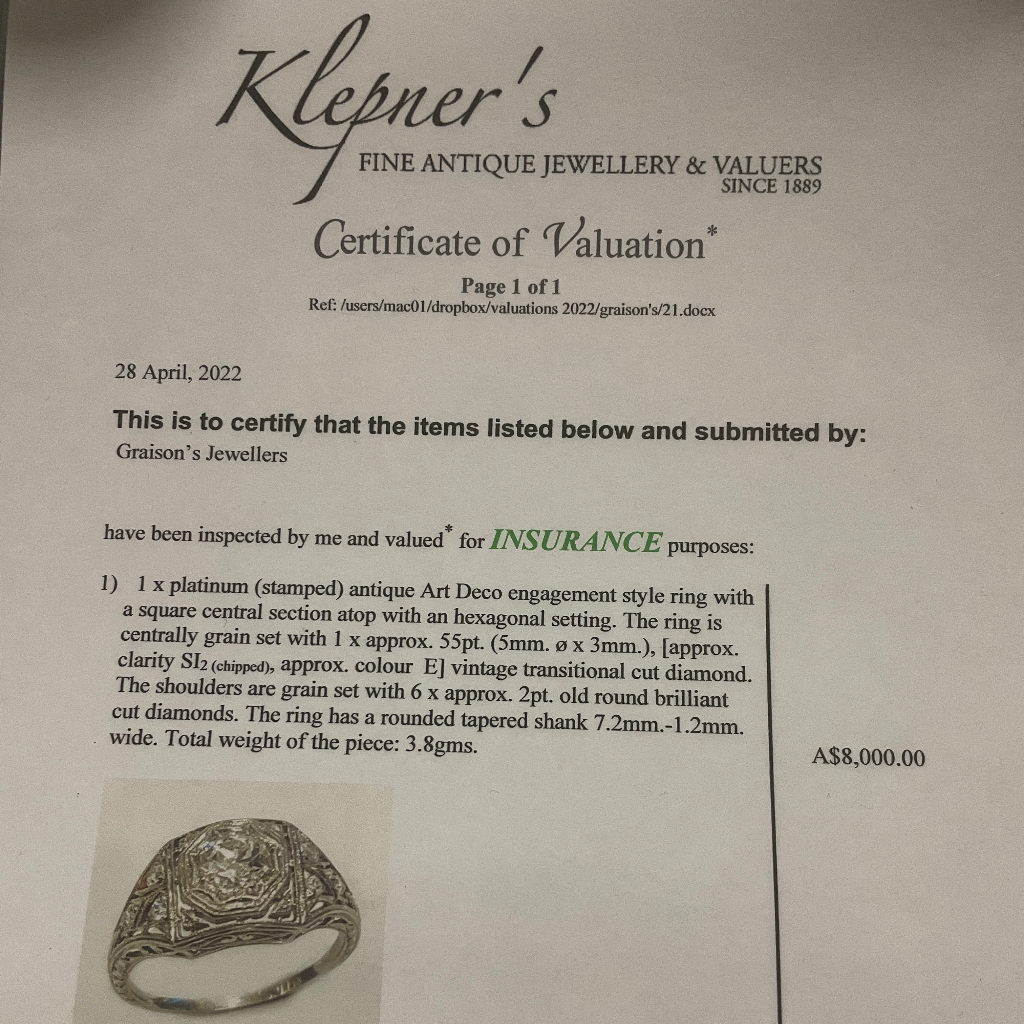 Klepner's
FINE ANTIQUE JEWELLERY & VALUERS
SINCE 1889
Certificate of Valuation*
Page 1 of 1
Ref: /users/mac01/dropbox/valuations 2022/graison's/21.docx
28 April, 2022
This is to certify that the items listed below and submitted by:
Graison's Jewellers
have been inspected by me and valued* for INSURANCE purposes:
1) 1 x platinum (stamped) antique Art Deco engagement style ring with
a square central section atop with an hexagonal setting. The ring is
centrally grain set with 1 x approx. 55pt. (5mm. ø x 3mm.), [approx.
clarity SI2 (chipped), approx. colour E] vintage transitional cut diamond.
The shoulders are grain set with 6 x approx. 2pt. old round brilliant
cut diamonds. The ring has a rounded tapered shank 7.2mm.-1.2mm.
wide. Total weight of the piece: 3.8gms.
A$8,000.00